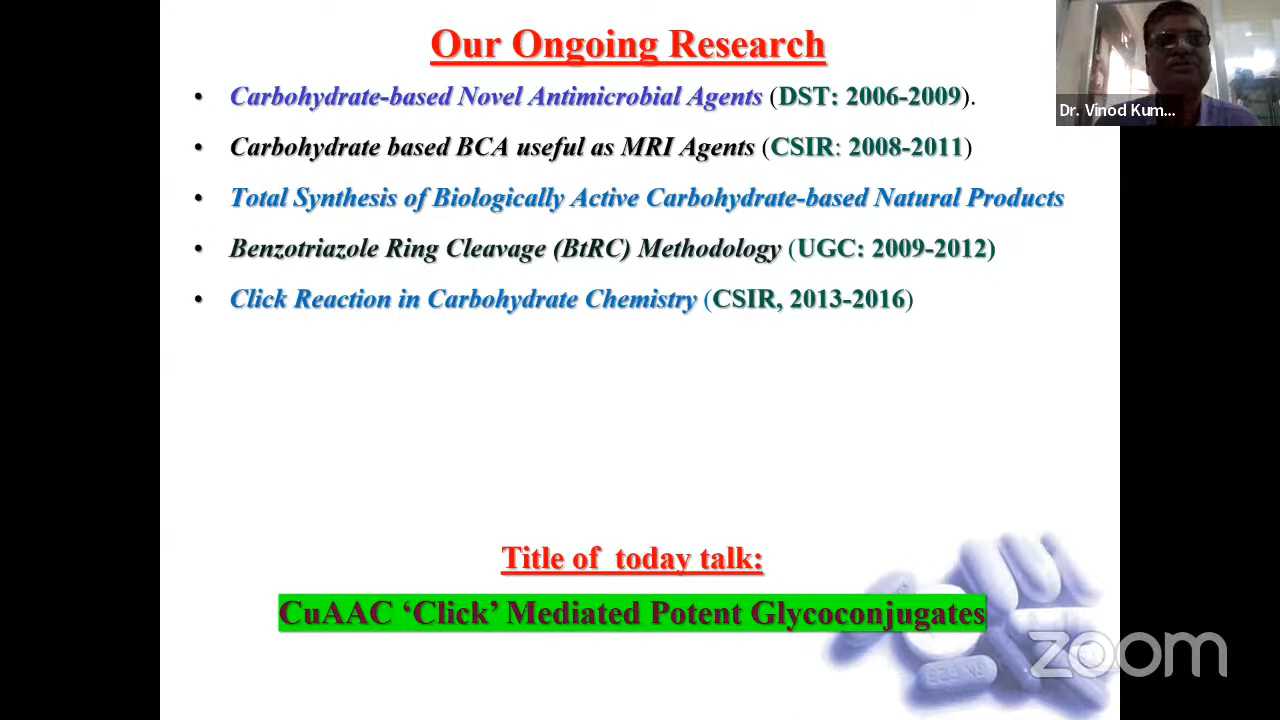 Our Ongoing Research
• Carbohydrate-based Novel Antimicrobial Agents (DST: 2006-2009).
• Carbohydrate based BCA useful as MRI Agents (CSIR: 2008-2011)
• Total Synthesis of Biologically Active Carbohydrate-based Natural Products
• Benzotriazole Ring Cleavage (BtRC) Methodology (UGC: 2009-2012)
• Click Reaction in Carbohydrate Chemistry (CSIR, 2013-2016)
Dr. Vinod Kum...
Title of today talk:
CuAAC ‘Click’ Mediated Potent Glycoconjugates
zoom